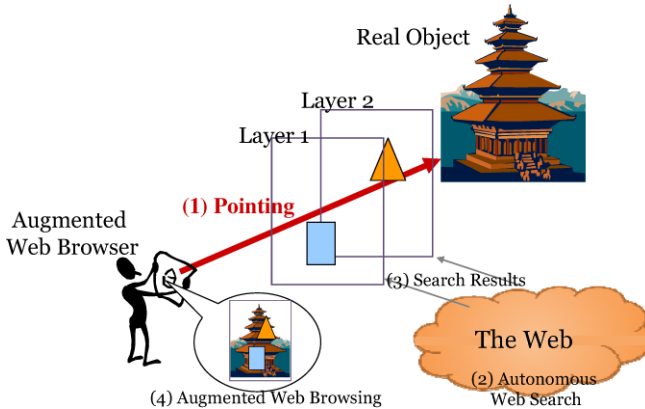 Real Object
Layer 2
Layer 1
(1) Pointing
Augmented
Web Browser
(3) Search Results
The Web
(2) Autonomous
Web Search
(4) Augmented Web Browsing